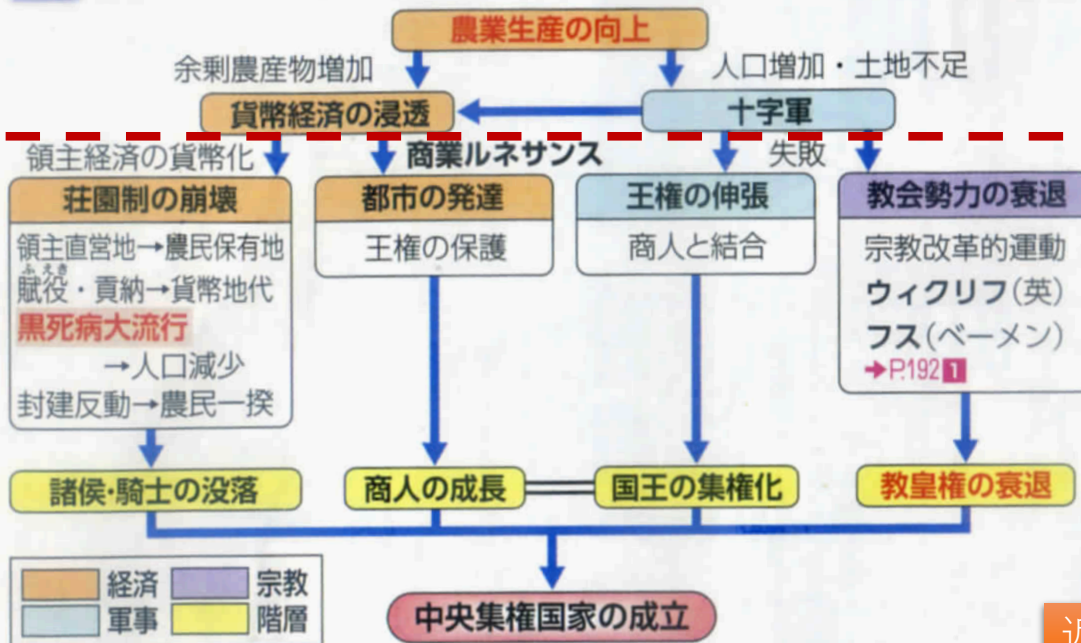 農業生産の向上
余剰農産物増加
人口増加・土地不足
貨幣経済の浸透
十字軍
領主経済の貨幣化
商業ルネサンス
失敗
荘園制の崩壊
領主直営地→農民保有地
ふえき
賦役・貢納→貨幣地代
黒死病大流行
→人口減少
封建反動→農民一揆
都市の発達
王権の保護
王権の伸張
商人と結合
教会勢力の衰退
宗教改革的運動
ウィクリフ(英)
フス(ベーメン)
➔P.192 1
諸侯・騎士の没落
商人の成長
国王の集権化
教皇権の衰退
経済
宗教
軍事
階層
中央集権国家の成立